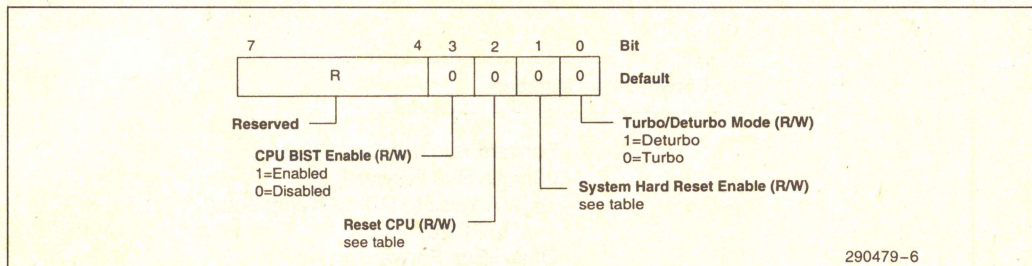 7 4 3 2 1 0 Bit
R 0 0 0 0 Default
Reserved
CPU BIST Enable (R/W)
1=Enabled
0=Disabled
Reset CPU (R/W)
see table
System Hard Reset Enable (R/W)
see table
Turbo/Deturbo Mode (R/W)
1=Deturbo
0=Turbo
290479-6